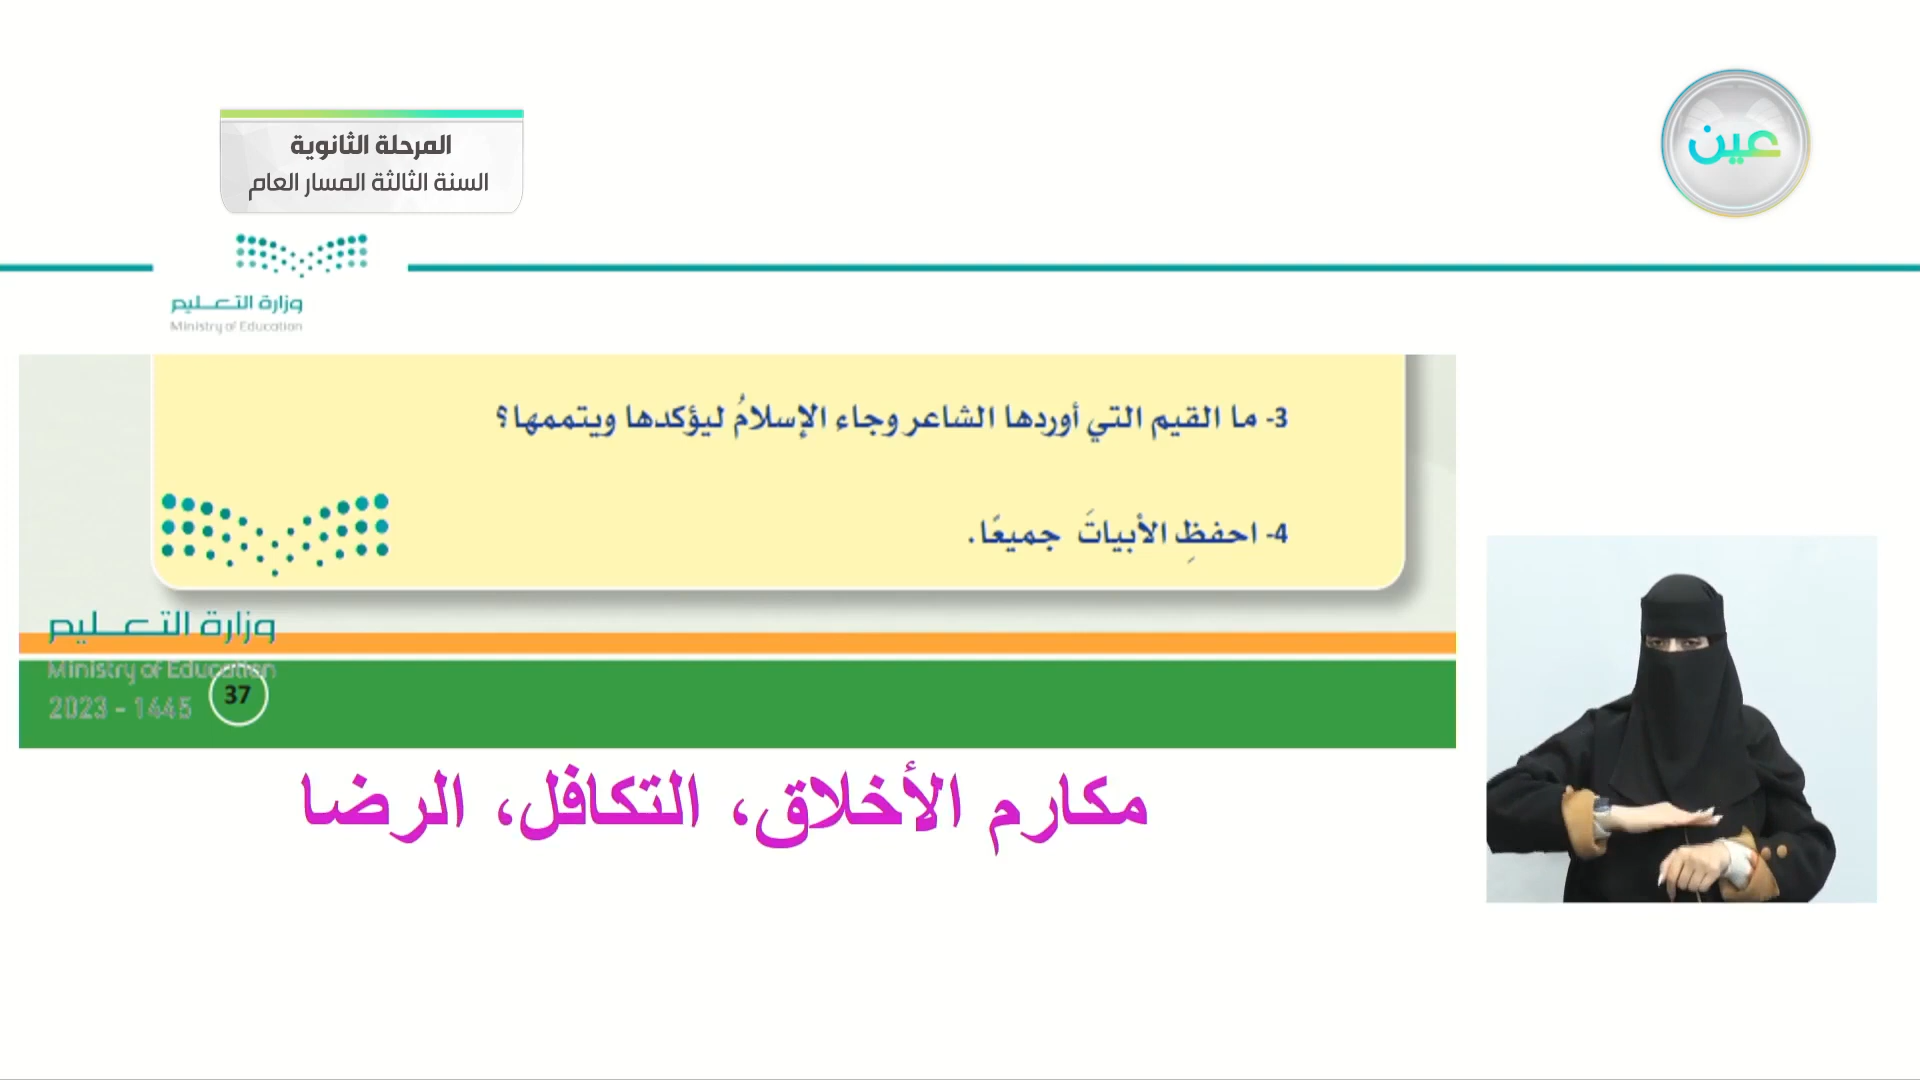 المرحلة الثانوية
السنة الثالثة المسار العام
عين
وزارة التعليم
Ministry of Education
3- ما القيم التي أوردها الشاعر وجاء الإسلامُ ليؤكدها ويتممها؟
4- احفظِ الأبياتَ جميعًا.
وزارة التعليم
Ministry of Education
2023 - 1445
37
مكارم الأخلاق، التكافل، الرضا